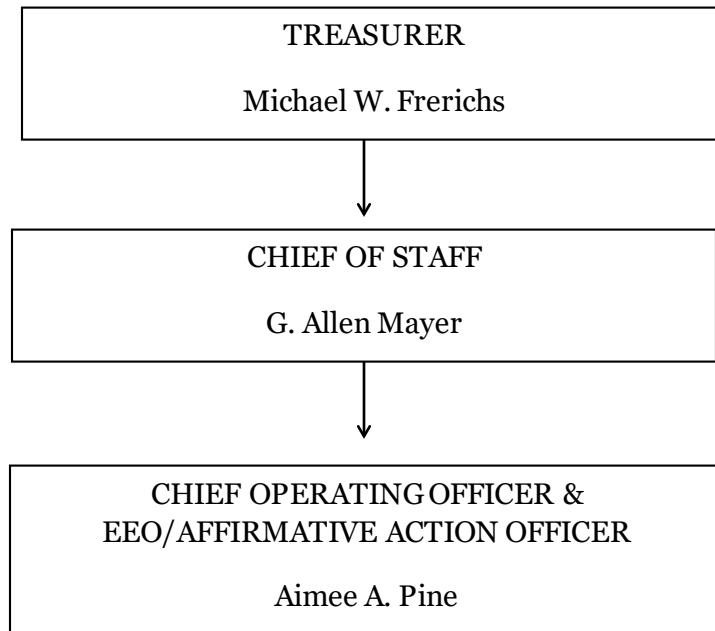 TREASURER
Michael W. Frerichs
CHIEF OF STAFF
G. Allen Mayer
CHIEF OPERATING OFFICER &
EEO/AFFIRMATIVE ACTION OFFICER
Aimee A. Pine